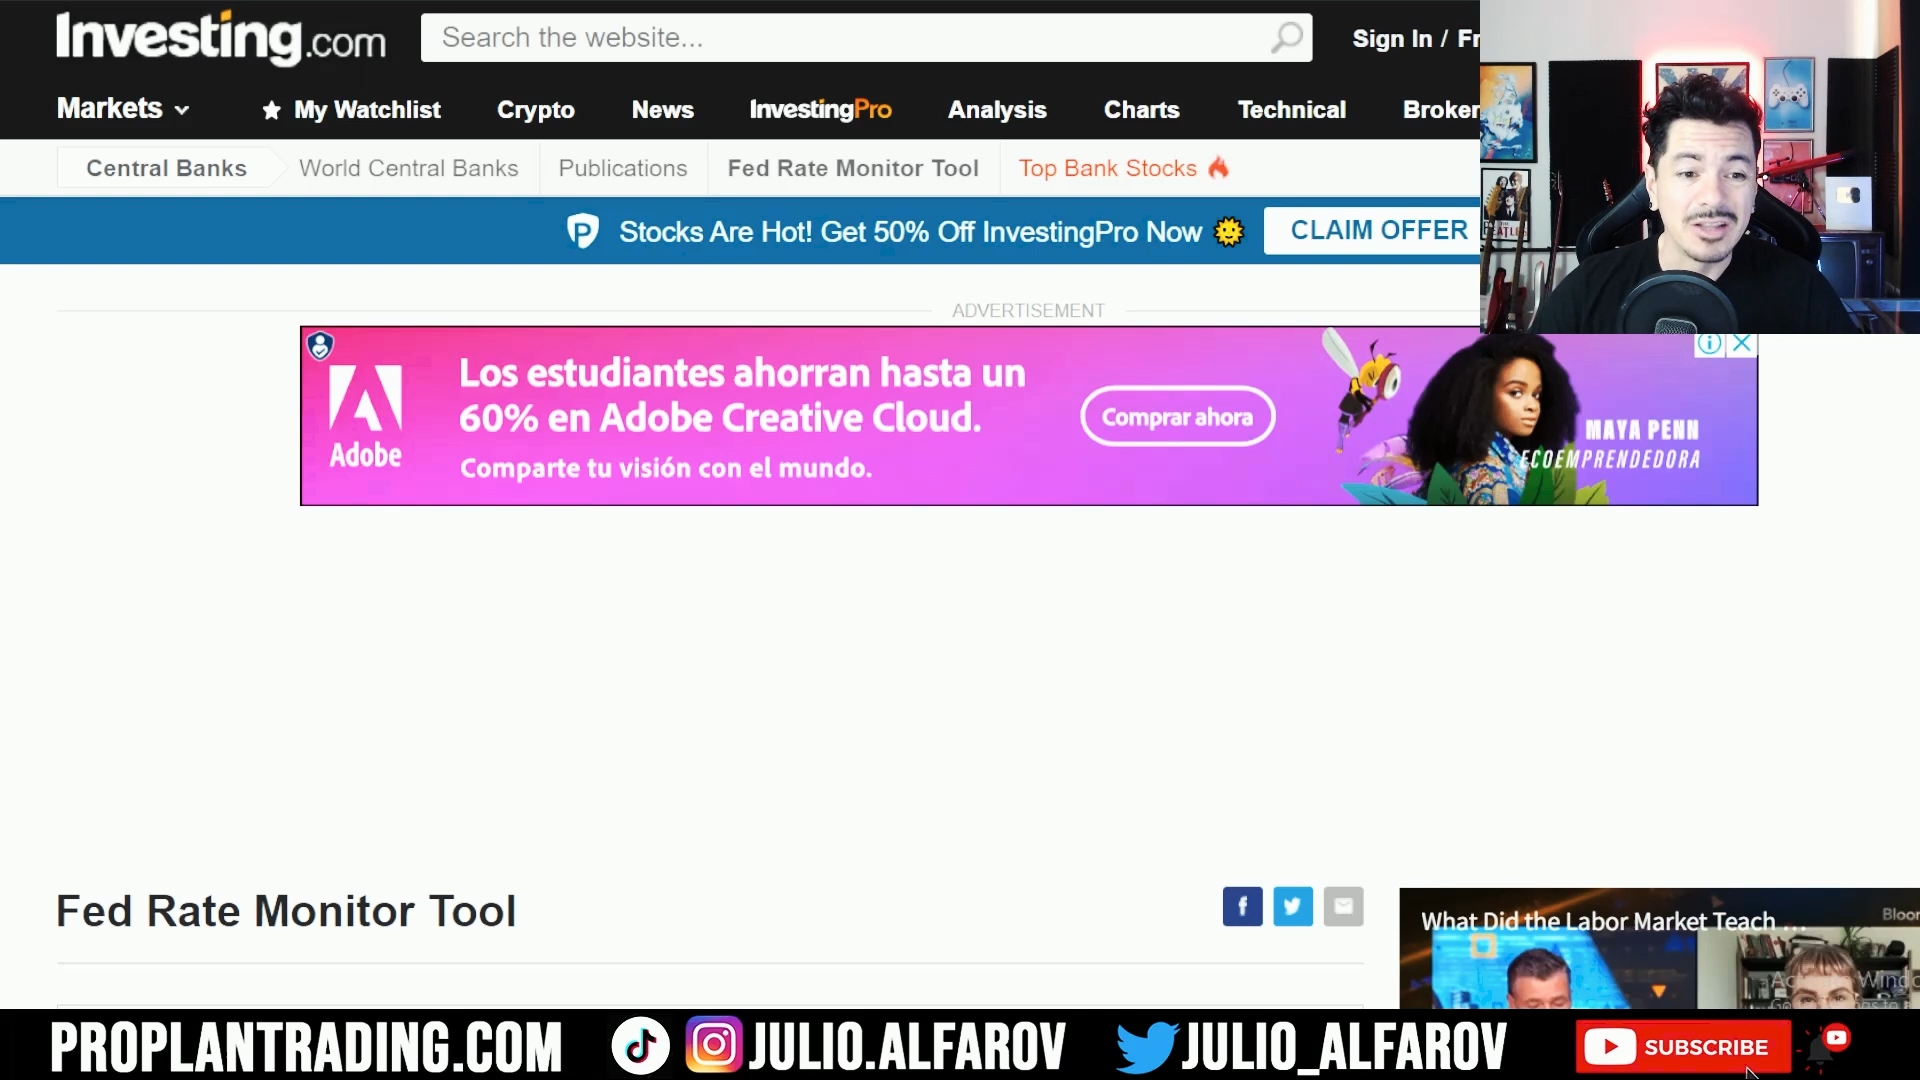 Investing.com
Search the website...
Sign In / Fr
Markets
My Watchlist
Crypto
News
InvestingPro
Analysis
Charts
Technical
Broker
Central Banks
World Central Banks
Publications
Fed Rate Monitor Tool
Top Bank Stocks
Stocks Are Hot! Get 50% Off InvestingPro Now
CLAIM OFFER
BEATLES
ADVERTISEMENT
Adobe
Los estudiantes ahorran hasta un
60% en Adobe Creative Cloud.
Comparte tu visión con el mundo.
Comprar ahora
MAYA PENN
ECOEMPRENDEDORA
Fed Rate Monitor Tool
What Did the Labor Market Teach ...
Bloo
PROPLANTRADING.COM
JULIO.ALFAROV
JULIO_ALFAROV
SUBSCRIBE